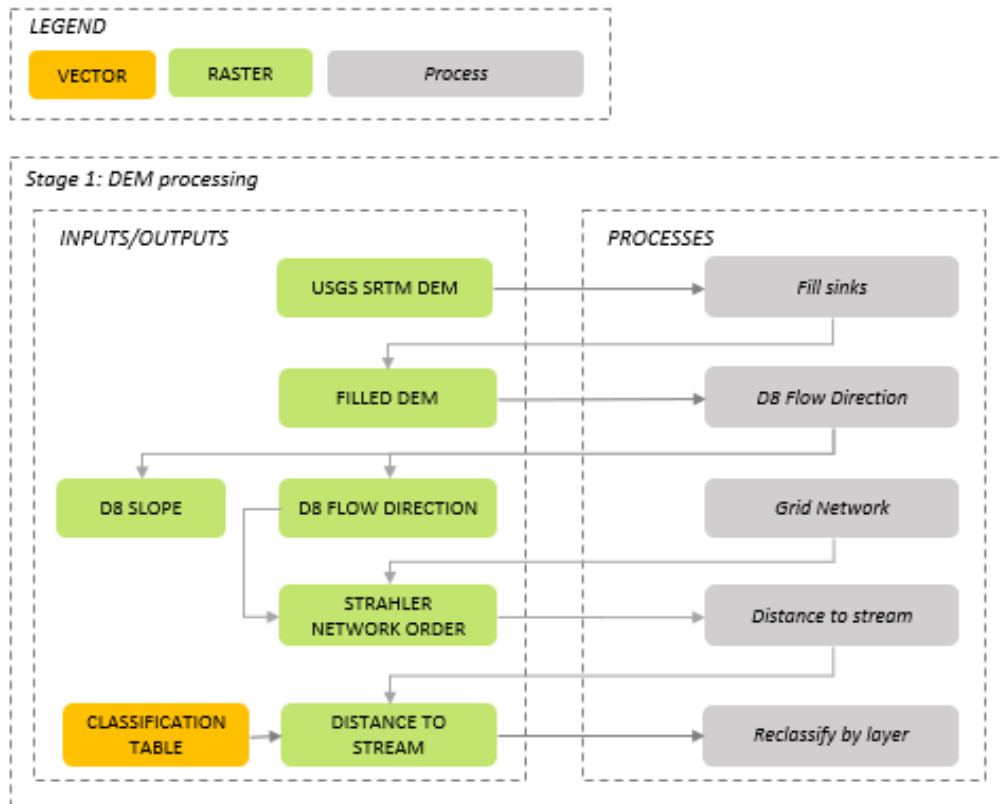 LEGEND
VECTOR
RASTER
Process
Stage 1: DEM processing
INPUTS/OUTPUTS
PROCESSES
USGS SRTM DEM
Fill sinks
FILLED DEM
D8 Flow Direction
D8 SLOPE
D8 FLOW DIRECTION
Grid Network
STRAHLER
NETWORK ORDER
Distance to stream
CLASSIFICATION
TABLE
DISTANCE TO
STREAM
Reclassify by layer